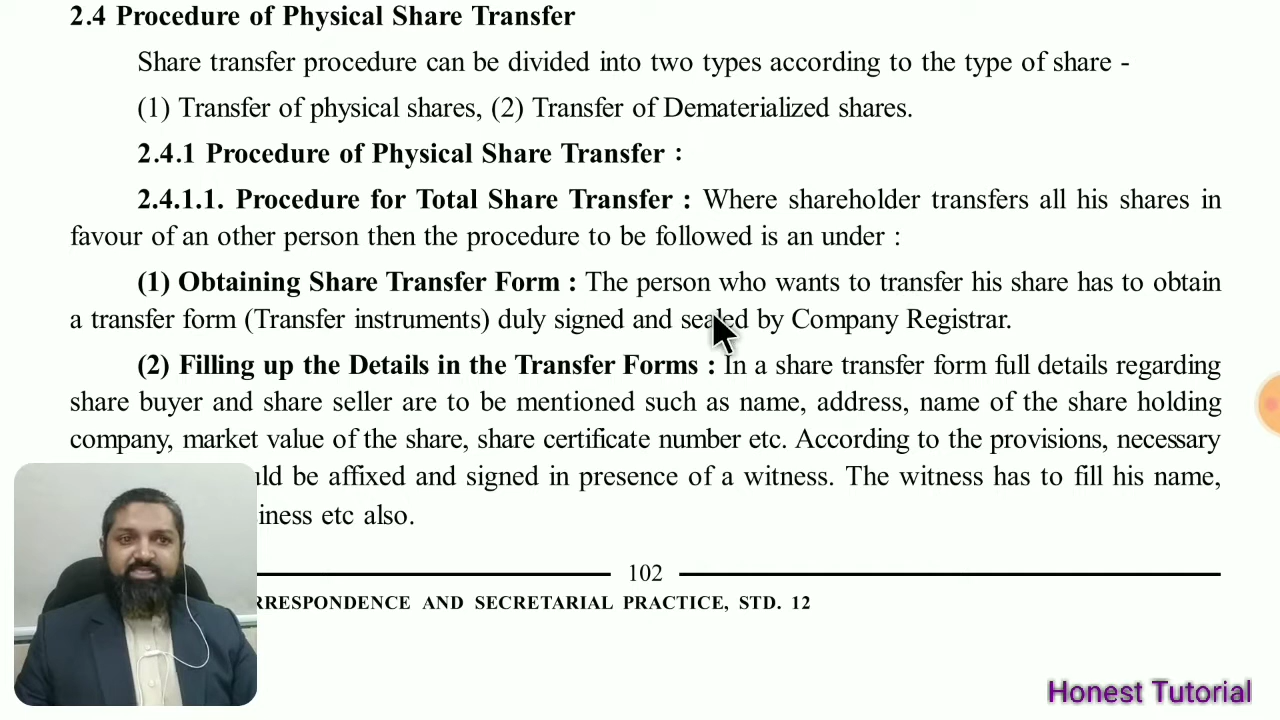 2.4 Procedure of Physical Share Transfer
Share transfer procedure can be divided into two types according to the type of share -
(1) Transfer of physical shares, (2) Transfer of Dematerialized shares.
2.4.1 Procedure of Physical Share Transfer :
2.4.1.1. Procedure for Total Share Transfer : Where shareholder transfers all his shares in
favour of an other person then the procedure to be followed is an under :
(1) Obtaining Share Transfer Form : The person who wants to transfer his share has to obtain
a transfer form (Transfer instruments) duly signed and sealed by Company Registrar.
(2) Filling up the Details in the Transfer Forms : In a share transfer form full details regarding
share buyer and share seller are to be mentioned such as name, address, name of the share holding
company, market value of the share, share certificate number etc. According to the provisions, necessary
be affixed and signed in presence of a witness. The witness has to fill his name,
etc also.
102
AND SECRETARIAL PRACTICE, STD. 12
Honest Tutorial